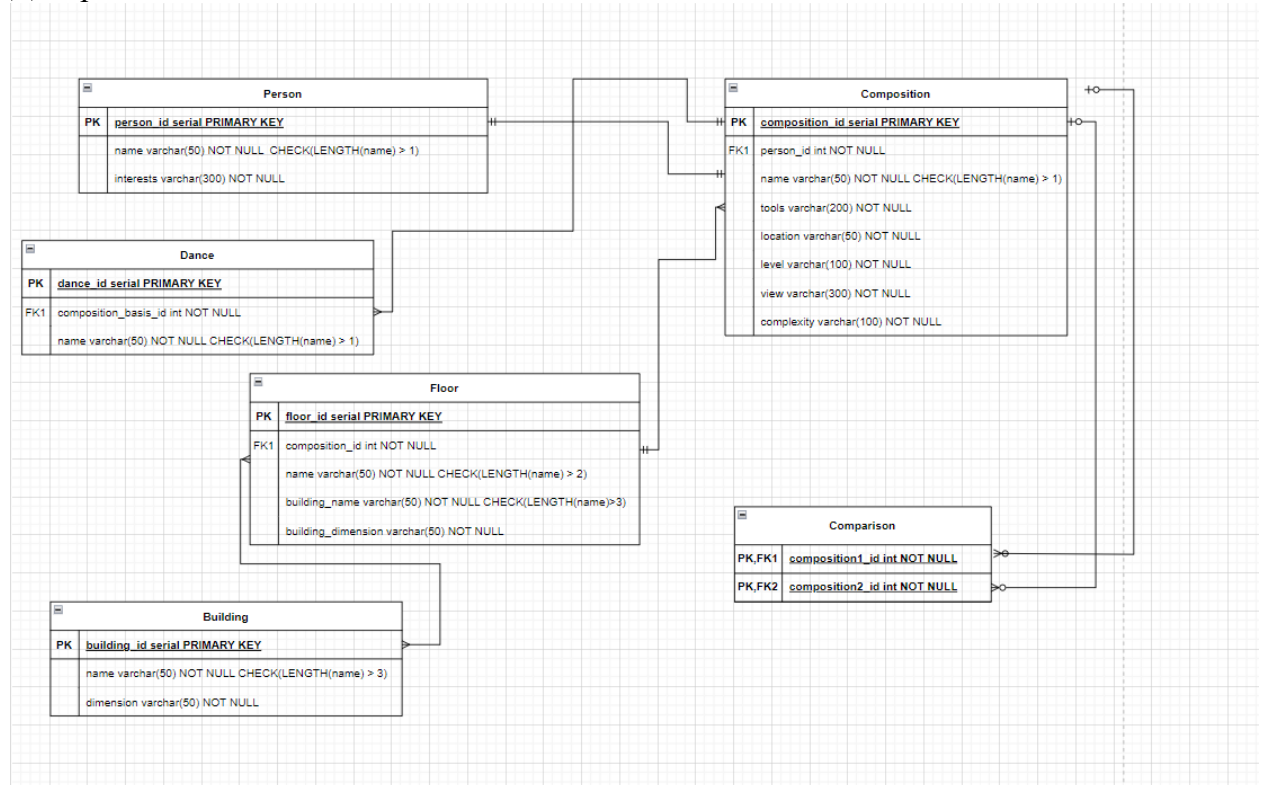 Person
PK person_id serial PRIMARY KEY
name varchar(50) NOT NULL CHECK(LENGTH(name) > 1)
interests varchar(300) NOT NULL
Composition
PK composition_id serial PRIMARY KEY
FK1 person_id int NOT NULL
name varchar(50) NOT NULL CHECK(LENGTH(name) > 1)
tools varchar(200) NOT NULL
location varchar(50) NOT NULL
level varchar(100) NOT NULL
view varchar(300) NOT NULL
complexity varchar(100) NOT NULL
Dance
PK dance_id serial PRIMARY KEY
FK1 composition_basis_id int NOT NULL
name varchar(50) NOT NULL CHECK(LENGTH(name) > 1)
Floor
PK floor_id serial PRIMARY KEY
FK1 composition_id int NOT NULL
name varchar(50) NOT NULL CHECK(LENGTH(name) > 2)
building_name varchar(50) NOT NULL CHECK(LENGTH(name)>3)
building_dimension varchar(50) NOT NULL
Comparison
PK,FK1 composition1_id int NOT NULL
PK,FK2 composition2_id int NOT NULL
Building
PK building_id serial PRIMARY KEY
name varchar(50) NOT NULL CHECK(LENGTH(name) > 3)
dimension varchar(50) NOT NULL